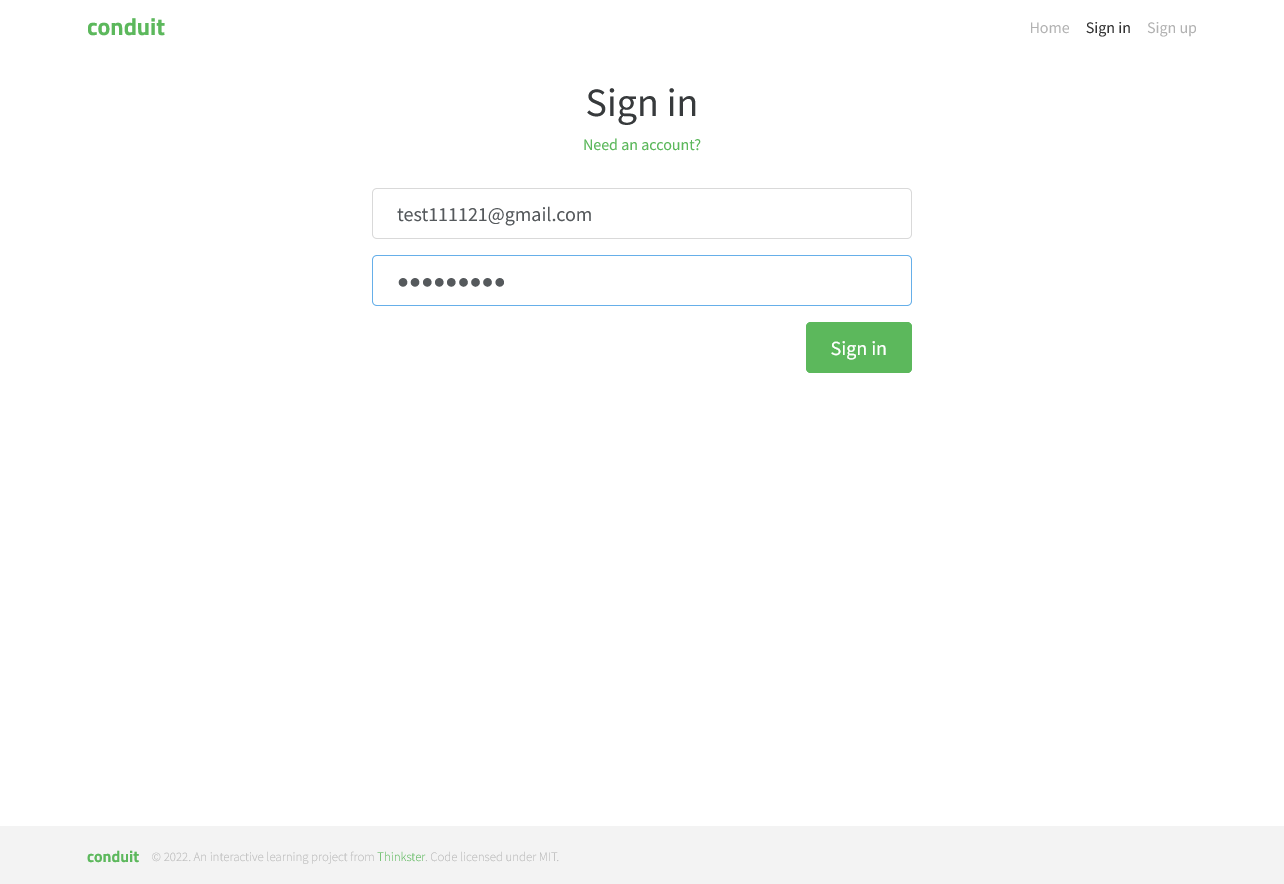 conduit
Home Sign in Sign up
Sign in
Need an account?
test111121@gmail.com
●●●●●●●●●
Sign in
conduit © 2022. An interactive learning project from Thinkster. Code licensed under MIT.